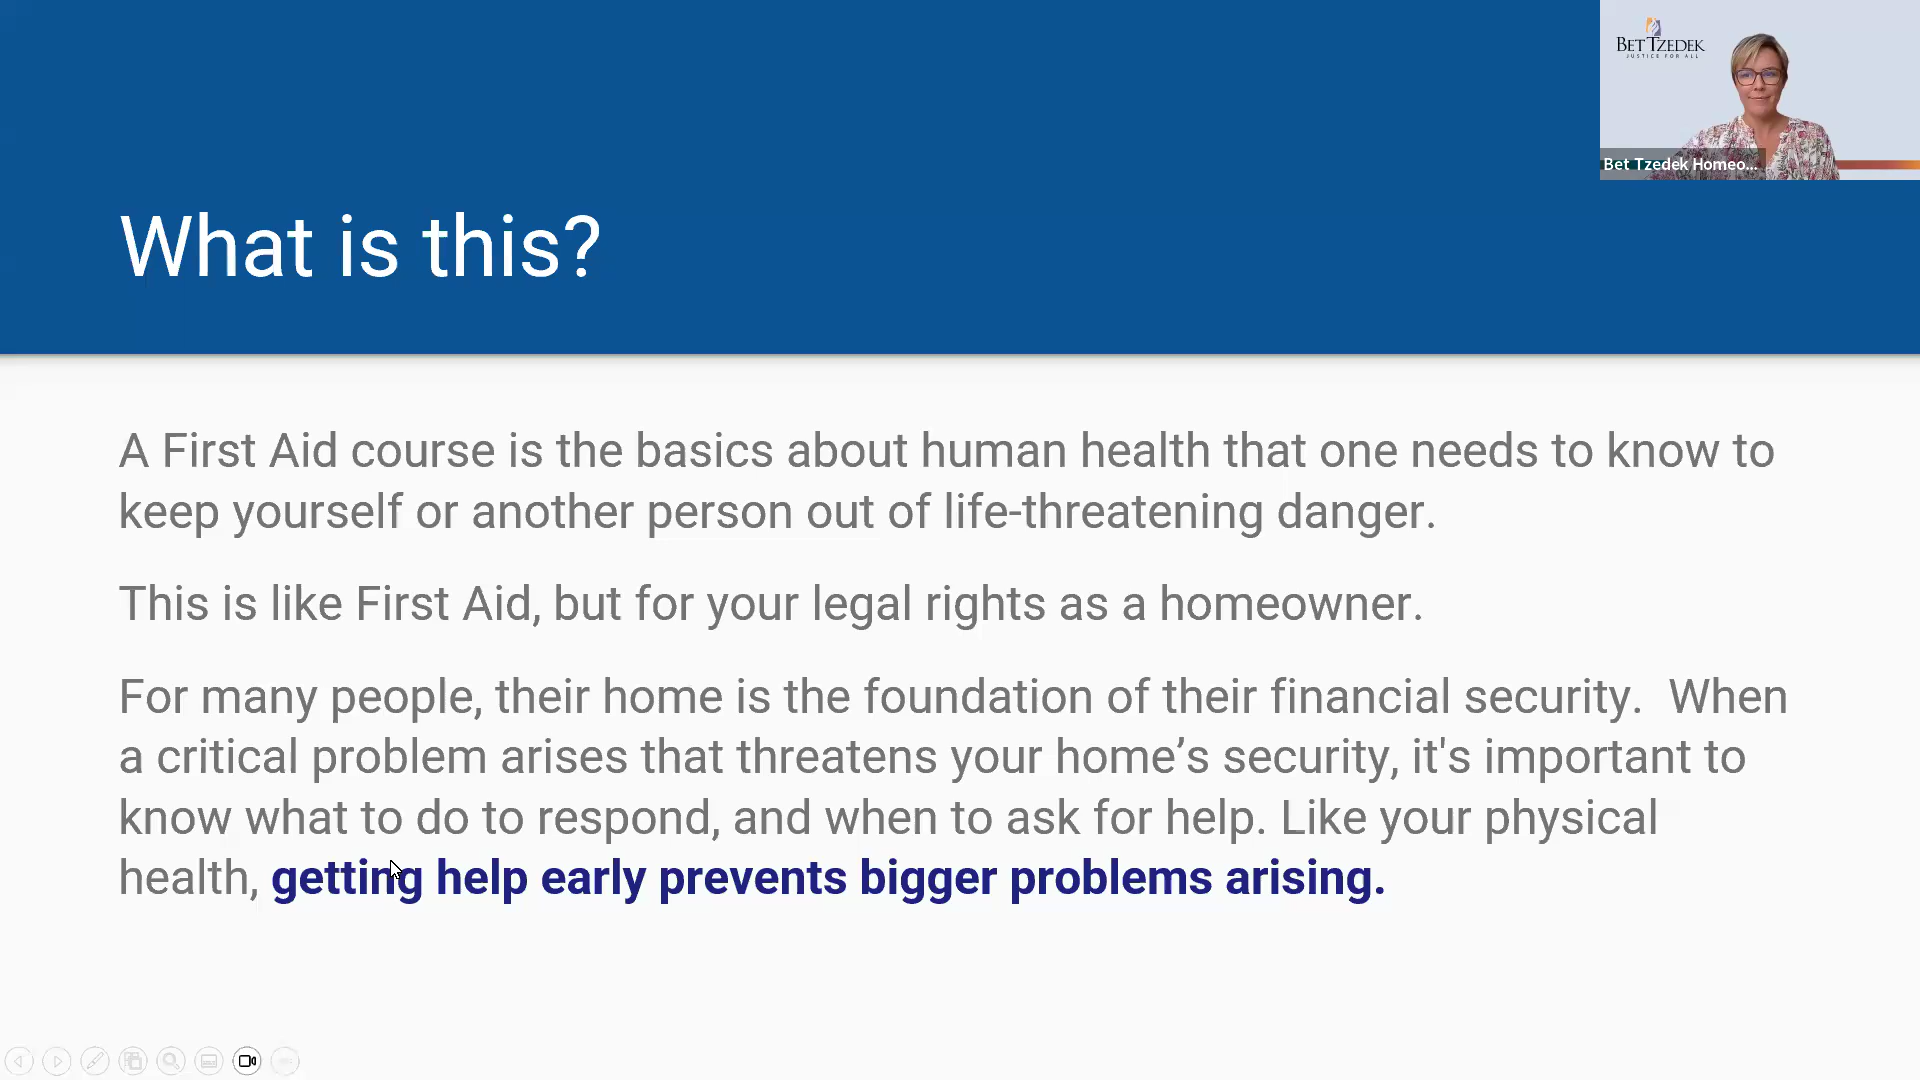 BET TZEDEK
JUSTICE FOR ALL
Bet Tzedek Homeo...
What is this?
A First Aid course is the basics about human health that one needs to know to
keep yourself or another person out of life-threatening danger.
This is like First Aid, but for your legal rights as a homeowner.
For many people, their home is the foundation of their financial security.  When
a critical problem arises that threatens your home’s security, it's important to
know what to do to respond, and when to ask for help. Like your physical
health, getting help early prevents bigger problems arising.